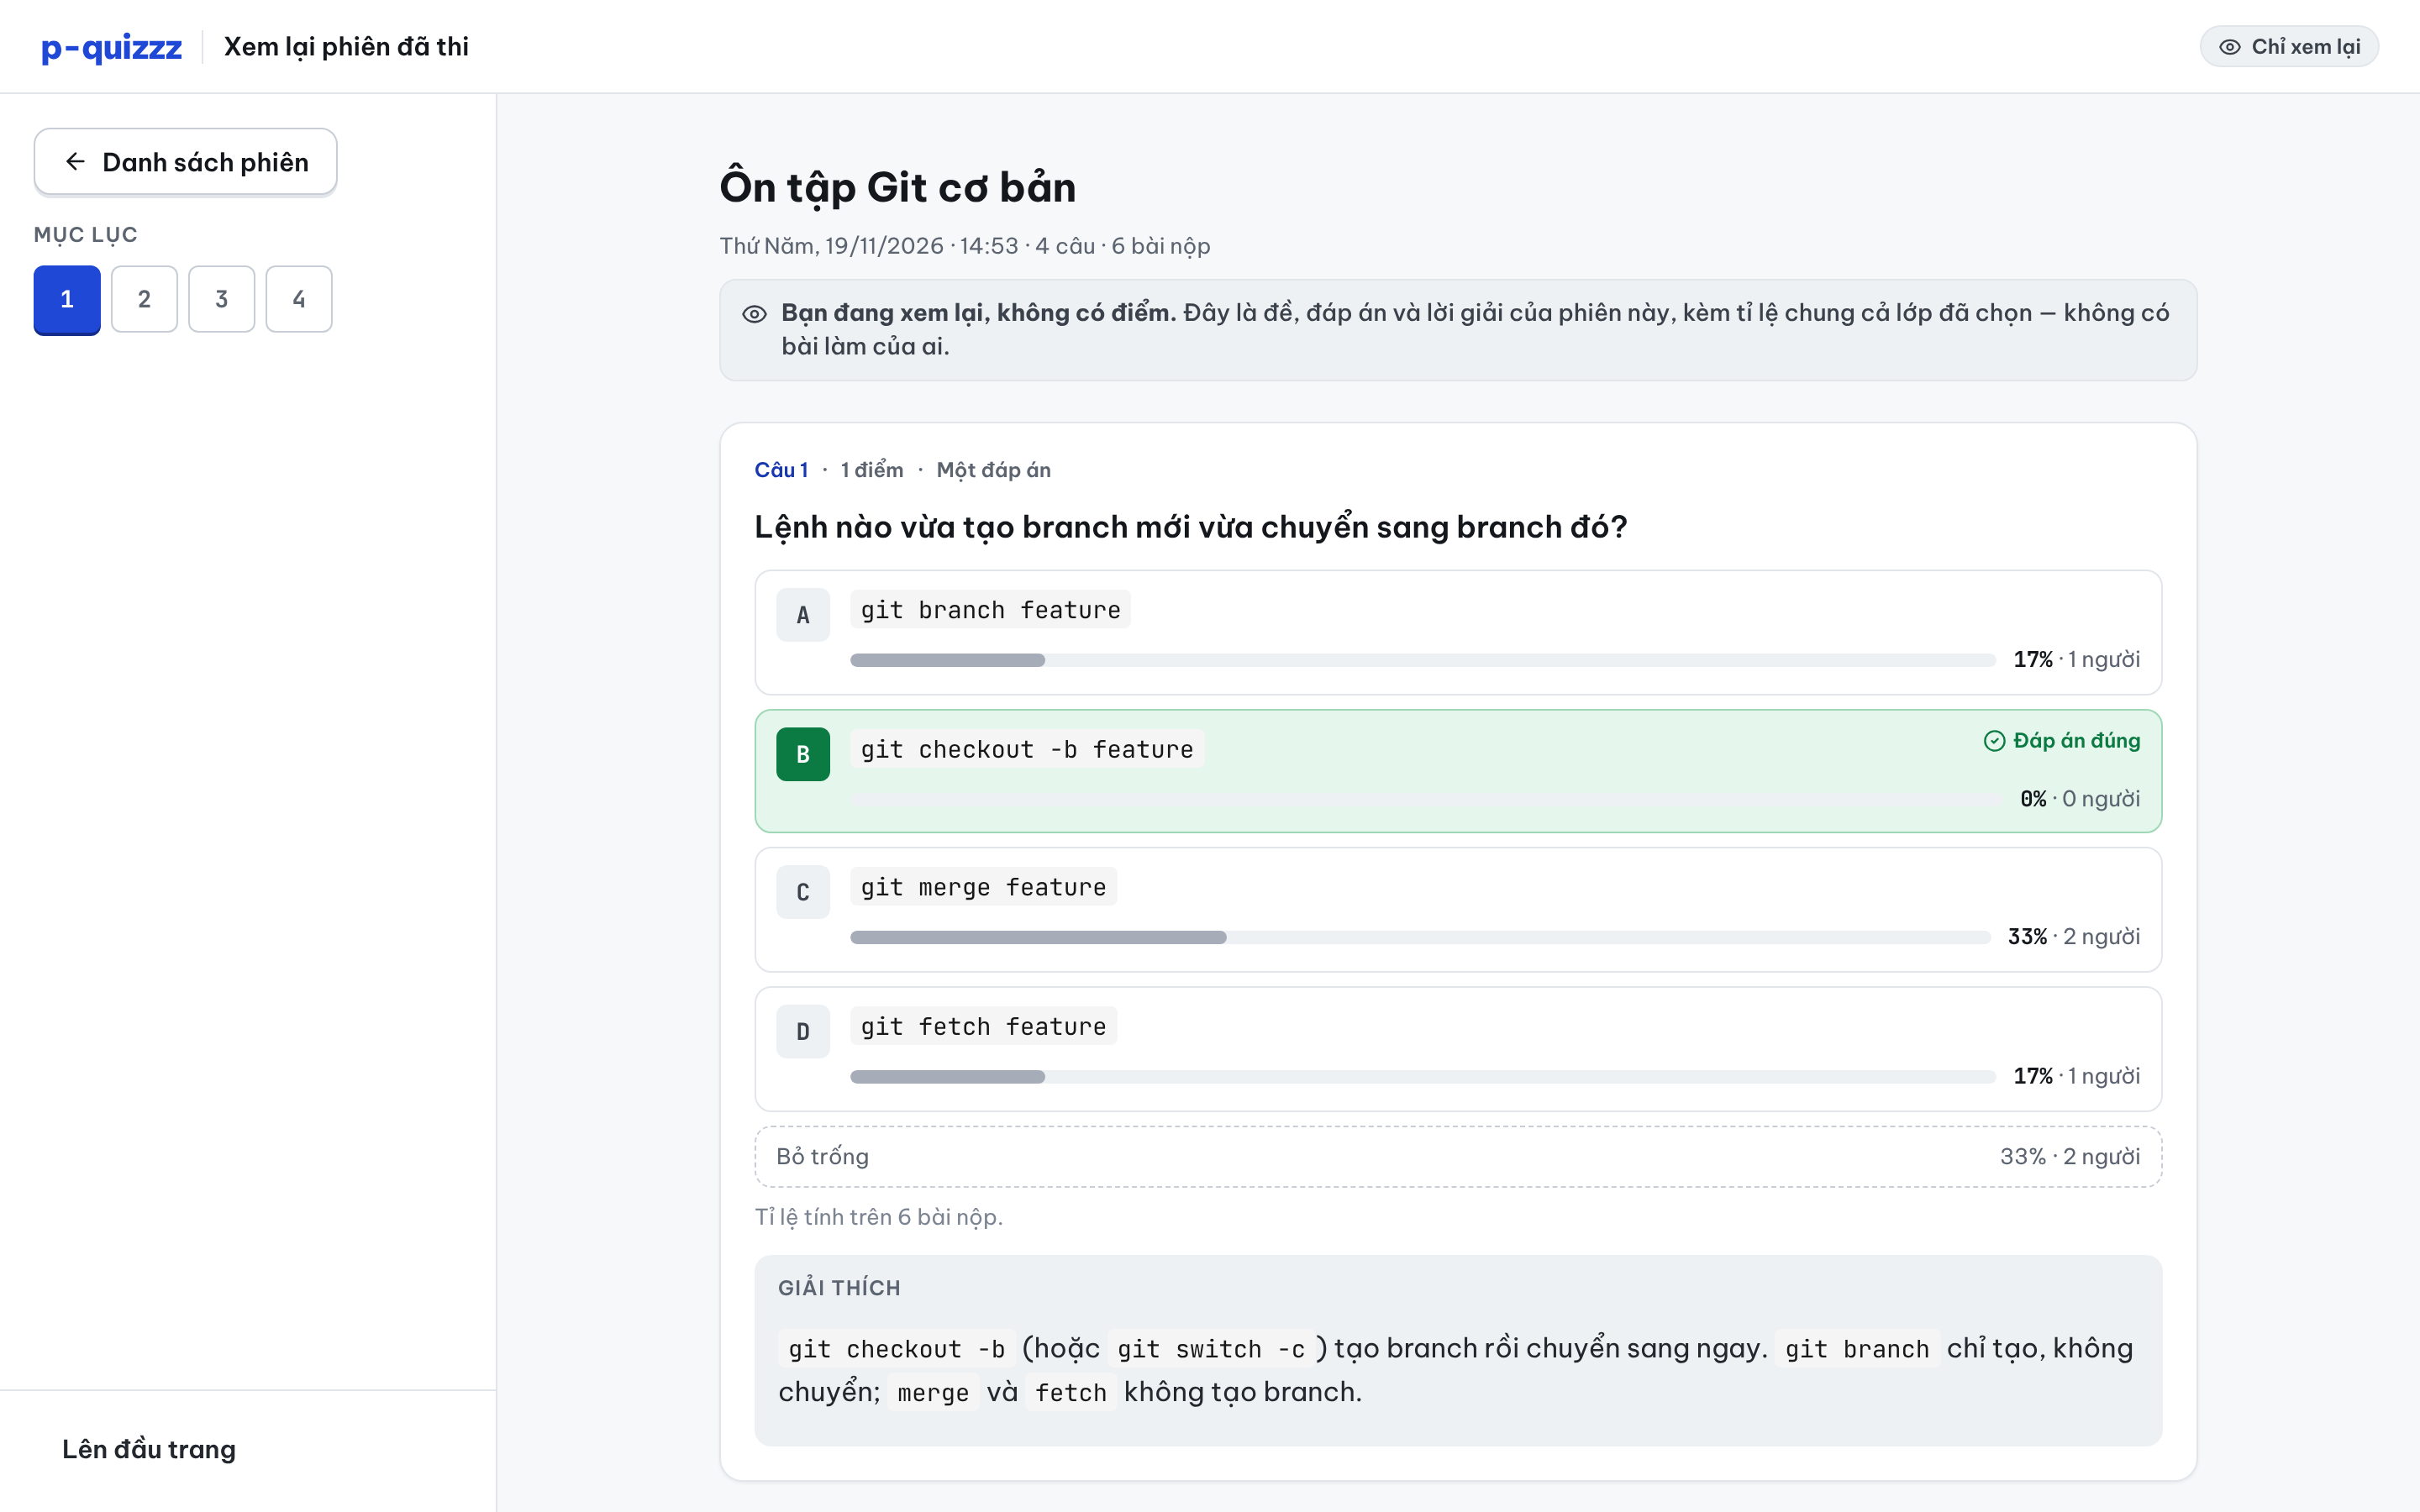 p-quizzz
Xem lại phiên đã thi
Chỉ xem lại
Danh sách phiên
MỤC LỤC
1 2 3 4
Ôn tập Git cơ bản
Thứ Năm, 19/11/2026 · 14:53 · 4 câu · 6 bài nộp
Bạn đang xem lại, không có điểm. Đây là đề, đáp án và lời giải của phiên này, kèm tỉ lệ chung cả lớp đã chọn — không có
bài làm của ai.
Câu 1 · 1 điểm · Một đáp án
Lệnh nào vừa tạo branch mới vừa chuyển sang branch đó?
A git branch feature
17% · 1 người
B git checkout -b feature Đáp án đúng
0% · 0 người
C git merge feature
33% · 2 người
D git fetch feature
17% · 1 người
Bỏ trống 33% · 2 người
Tỉ lệ tính trên 6 bài nộp.
GIẢI THÍCH
git checkout -b (hoặc git switch -c) tạo branch rồi chuyển sang ngay. git branch chỉ tạo, không
chuyển; merge và fetch không tạo branch.
Lên đầu trang